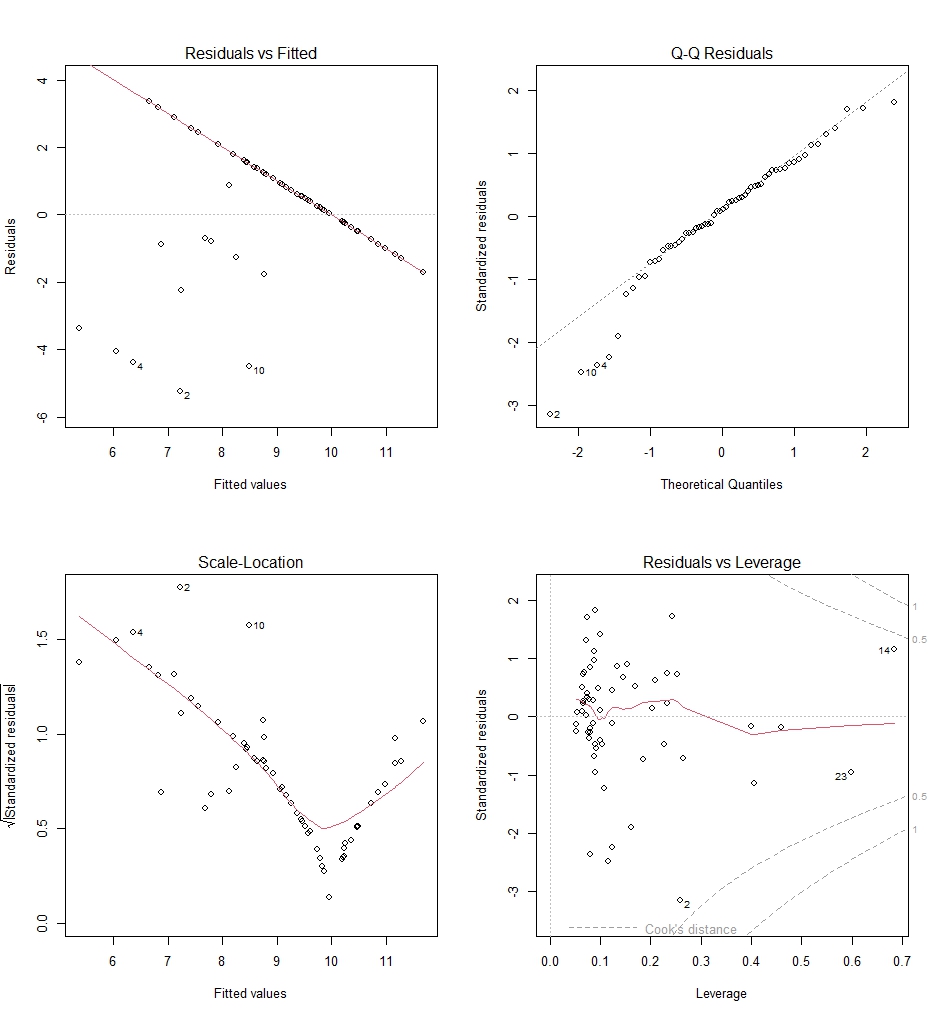 Residuals vs Fitted
Residuals
4
2
0
-2
-4
-6
4
2
10
6 7 8 9 10 11
Fitted values
Q-Q Residuals
Standardized residuals
2
1
0
-1
-2
-3
10
4
2
-2 -1 0 1 2
Theoretical Quantiles
Scale-Location
√|Standardized residuals|
1.5
1.0
0.5
0.0
2
4
10
6 7 8 9 10 11
Fitted values
Residuals vs Leverage
Standardized residuals
2
1
0
-1
-2
-3
1
0.5
14
23
0.5
1
2
Cook's distance
0.0 0.1 0.2 0.3 0.4 0.5 0.6 0.7
Leverage